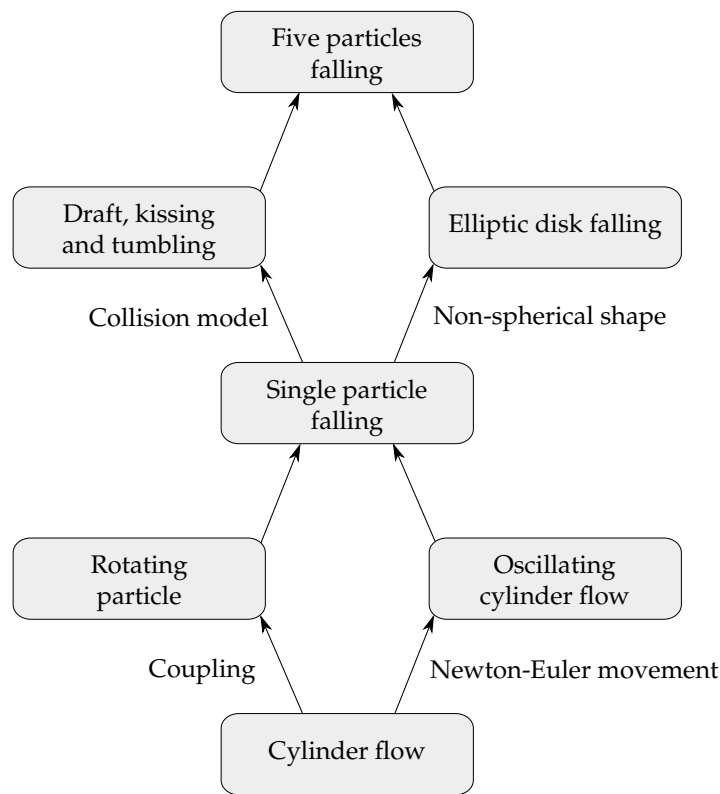 Five particles
falling
Draft, kissing
and tumbling
Elliptic disk falling
Collision model
Non-spherical shape
Single particle
falling
Rotating
particle
Oscillating
cylinder flow
Coupling
Newton-Euler movement
Cylinder flow